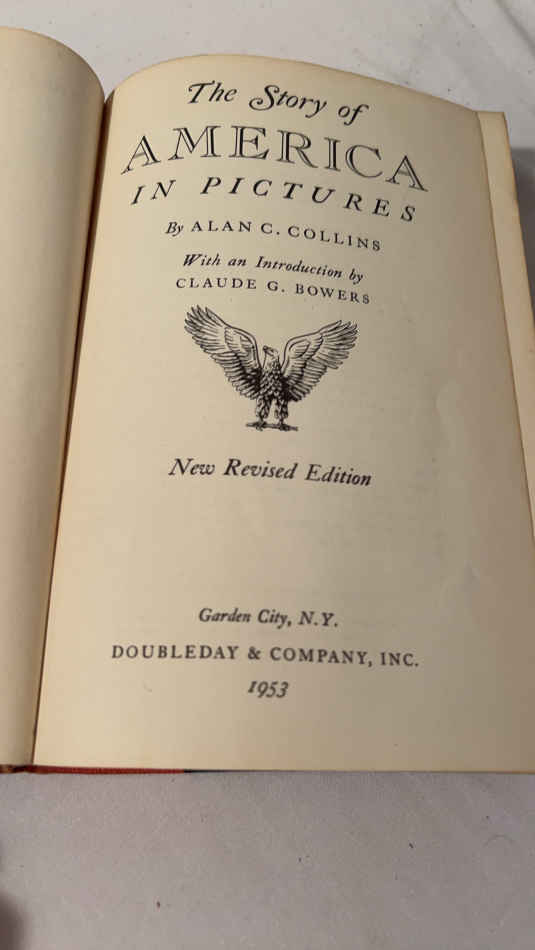 The Story of
AMERICA
IN PICTURES
By ALAN C. COLLINS
With an Introduction by
CLAUDE G. BOWERS
New Revised Edition
Garden City, N.Y.
DOUBLEDAY & COMPANY, INC.
1953